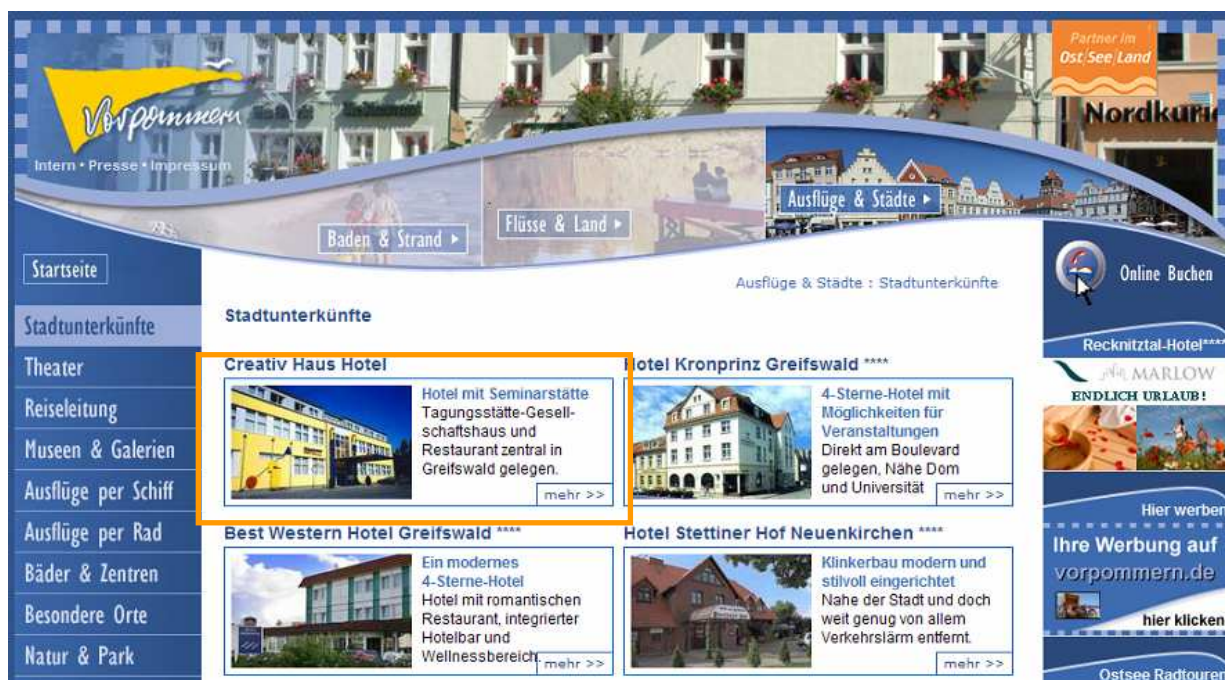 Partner im
Ost See Land
Vorpommern
Nordkuri
Intern • Presse • Impressum
Ausflüge & Städte
Flüsse & Land
Baden & Strand
Startseite
Ausflüge & Städte : Stadtunterkünfte
Online Buchen
Stadtunterkünfte
Theater
Reiseleitung
Museen & Galerien
Ausflüge per Schiff
Ausflüge per Rad
Bäder & Zentren
Besondere Orte
Natur & Park
Stadtunterkünfte
Creativ Haus Hotel
Hotel mit Seminarstätte
Tagungsstätte-Gesell-
schaftshaus und
Restaurant zentral in
Greifswald gelegen.
mehr >>
Hotel Kronprinz Greifswald ****
4-Sterne-Hotel mit
Möglichkeiten für
Veranstaltungen
Direkt am Boulevard
gelegen, Nähe Dom
und Universität
mehr >>
Best Western Hotel Greifswald ****
Ein modernes
4-Sterne-Hotel
Hotel mit romantischen
Restaurant, integrierter
Hotelbar und
Wellnessbereich.
mehr >>
Hotel Stettiner Hof Neuenkirchen ****
Klinkerbau modern und
stilvoll eingerichtet
Nahe der Stadt und doch
weit genug von allem
Verkehrslärm entfernt.
mehr >>
Recknitztal-Hotel****
MARLOW
ENDLICH URLAUB!
Hier werben
Ihre Werbung auf
vorpommern.de
hier klicken
Ostsee Radtouren